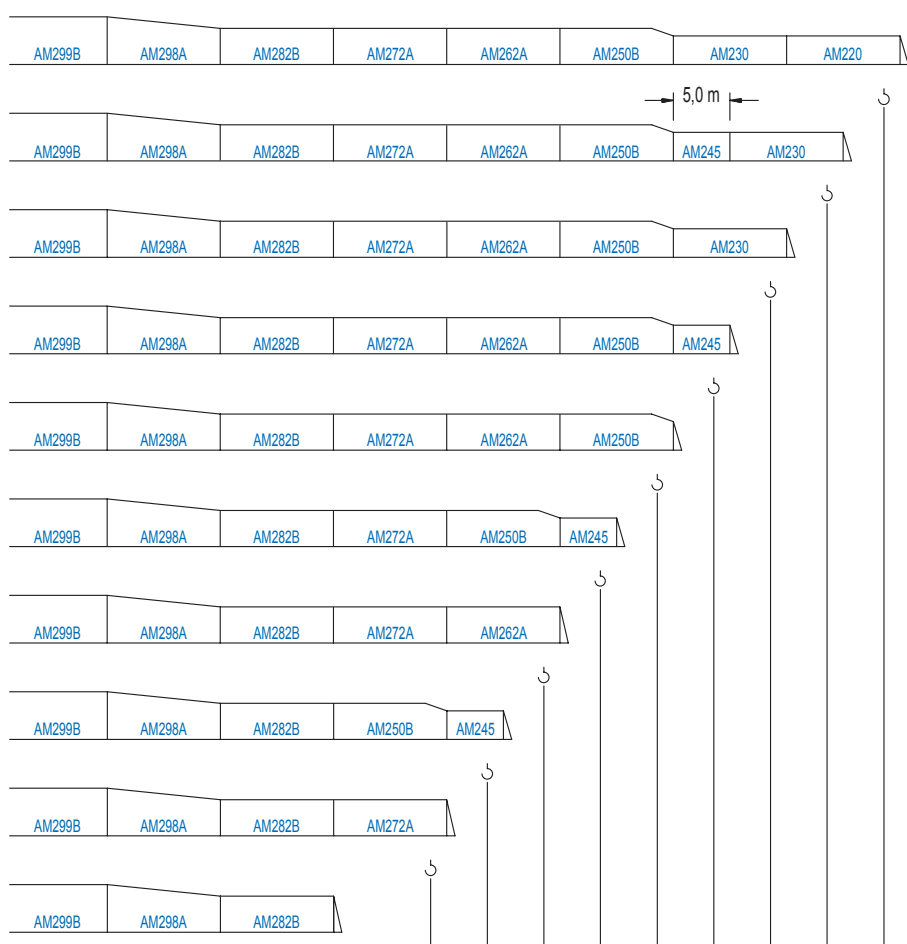 AM299B AM298A AM282B AM272A AM262A AM250B AM230 AM220
5,0 m
AM299B AM298A AM282B AM272A AM262A AM250B AM245 AM230
AM299B AM298A AM282B AM272A AM262A AM250B AM230
AM299B AM298A AM282B AM272A AM262A AM250B AM245
AM299B AM298A AM282B AM272A AM262A AM250B
AM299B AM298A AM282B AM272A AM250B AM245
AM299B AM298A AM282B AM272A AM262A
AM299B AM298A AM282B AM250B AM245
AM299B AM298A AM282B AM272A
AM299B AM298A AM282B